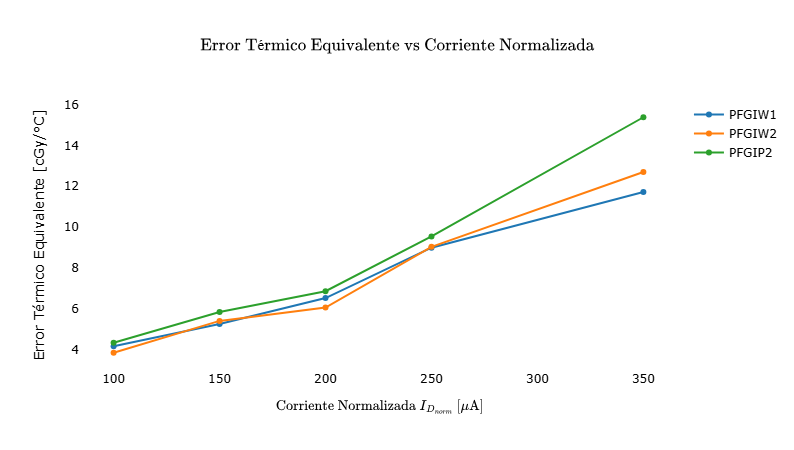 Error Térmico Equivalente vs Corriente Normalizada
Error Térmico Equivalente [cGy/°C]
16
14
12
10
8
6
4
100 150 200 250 300 350
Corriente Normalizada I_{D_{norm}} [μA]
PFGIW1
PFGIW2
PFGIP2